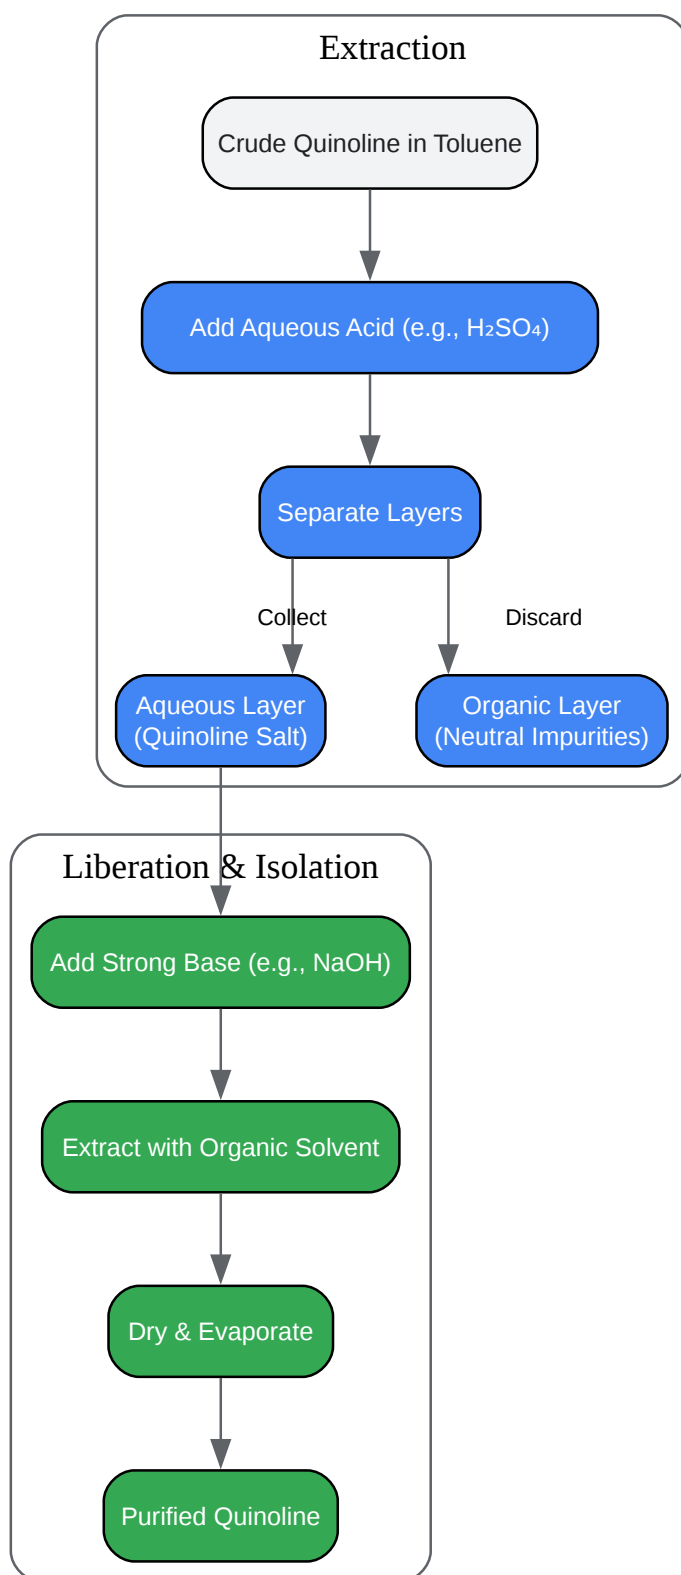 Extraction
Crude Quinoline in Toluene
Add Aqueous Acid (e.g., H₂SO₄)
Separate Layers
Collect
Discard
Aqueous Layer
(Quinoline Salt)
Organic Layer
(Neutral Impurities)
Liberation & Isolation
Add Strong Base (e.g., NaOH)
Extract with Organic Solvent
Dry & Evaporate
Purified Quinoline